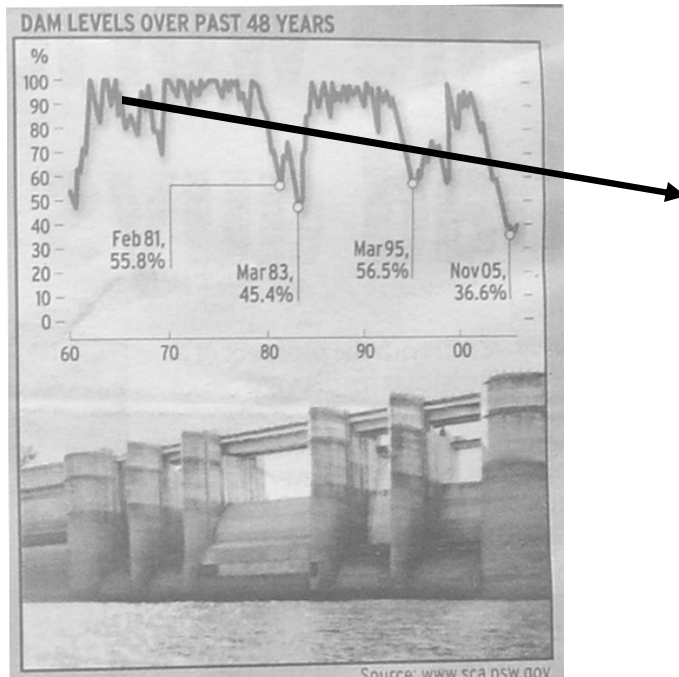 DAM LEVELS OVER PAST 48 YEARS
%
100
90
80
70
60
50
40
30
20
10
0
Feb 81,
55.8%
Mar 83,
45.4%
Mar 95,
56.5%
Nov 05,
36.6%
60 70 80 90 00
Source: www.sca.nsw.gov